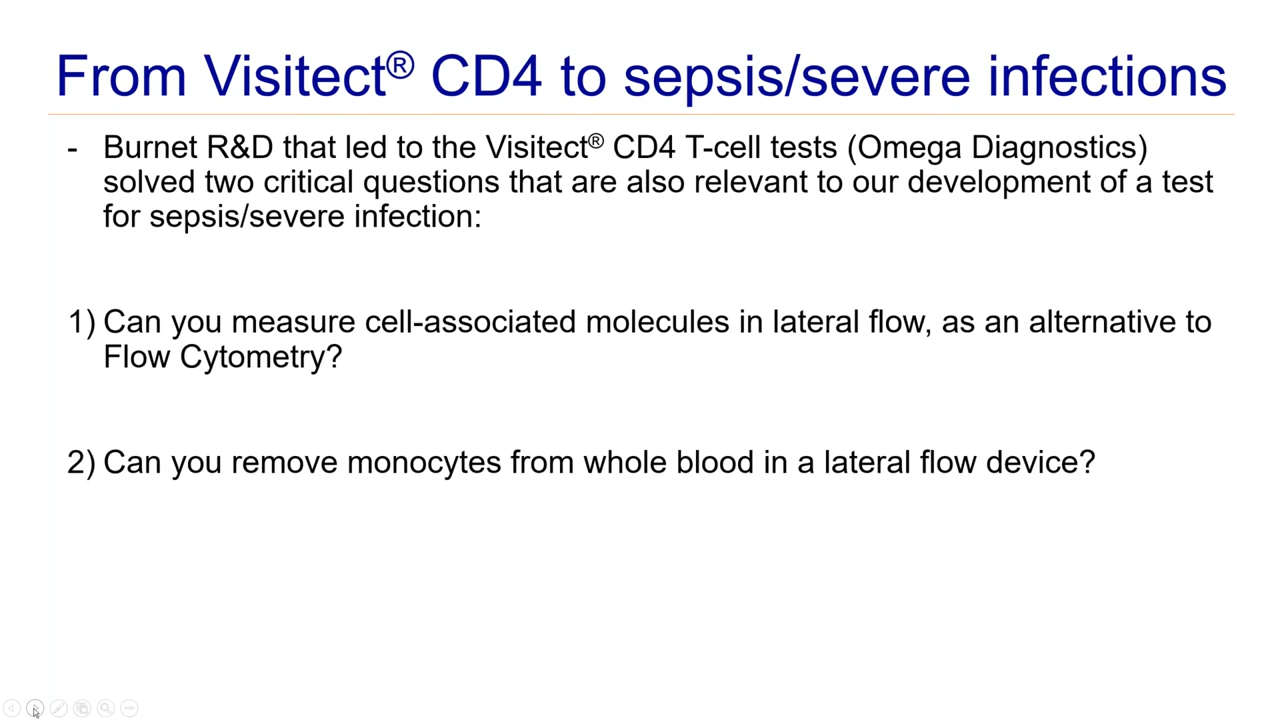 From Visitect® CD4 to sepsis/severe infections
- Burnet R&D that led to the Visitect® CD4 T-cell tests (Omega Diagnostics)
solved two critical questions that are also relevant to our development of a test
for sepsis/severe infection:
1) Can you measure cell-associated molecules in lateral flow, as an alternative to
Flow Cytometry?
2) Can you remove monocytes from whole blood in a lateral flow device?